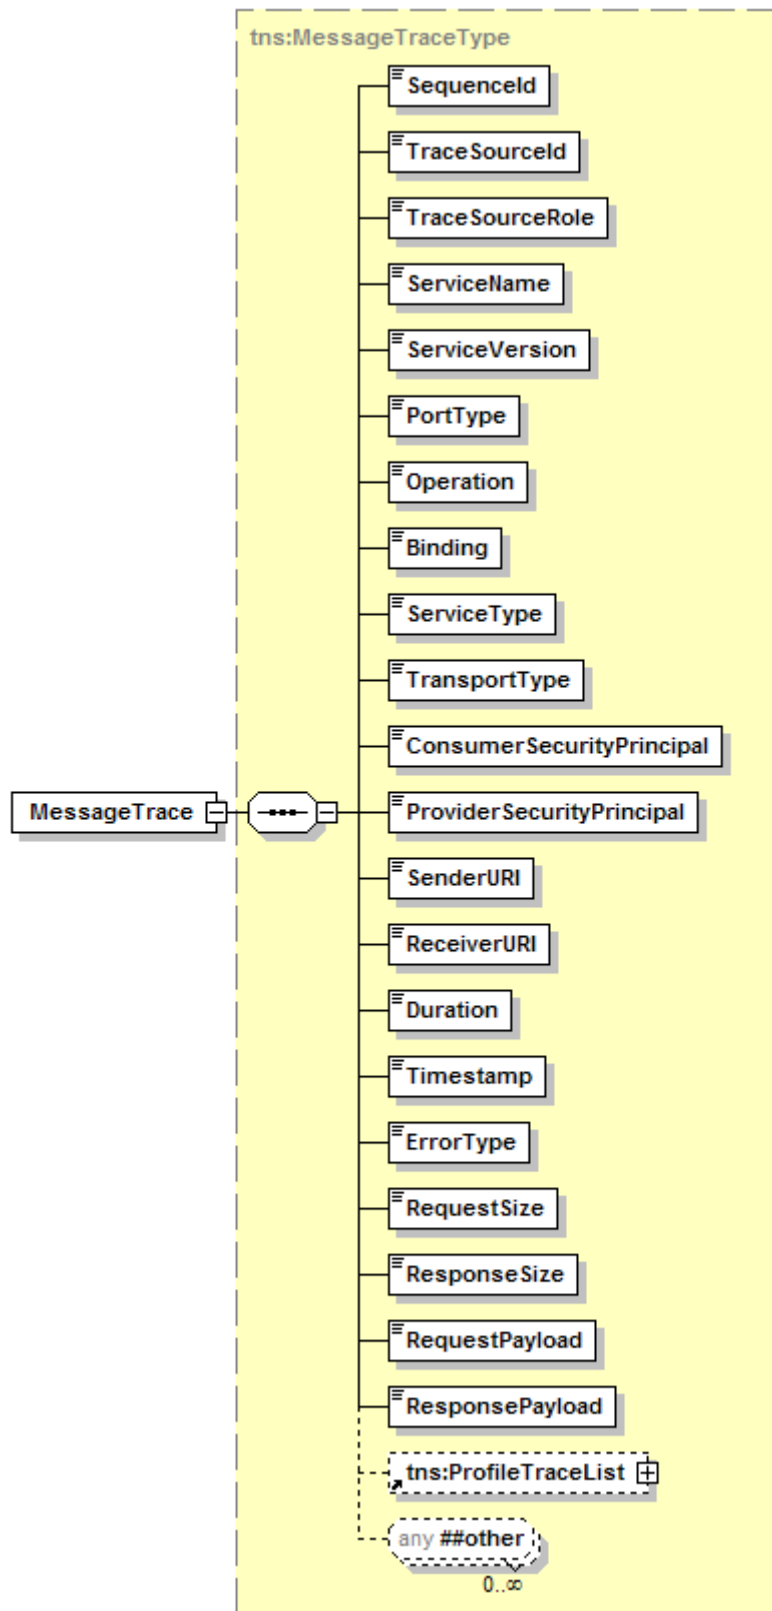 tns:MessageTraceType
SequenceId
TraceSourceId
TraceSourceRole
ServiceName
ServiceVersion
PortType
Operation
Binding
ServiceType
TransportType
ConsumerSecurityPrincipal
MessageTrace
ProviderSecurityPrincipal
SenderURI
ReceiverURI
Duration
Timestamp
ErrorType
RequestSize
ResponseSize
RequestPayload
ResponsePayload
tns:ProfileTraceList
any ##other
0..∞